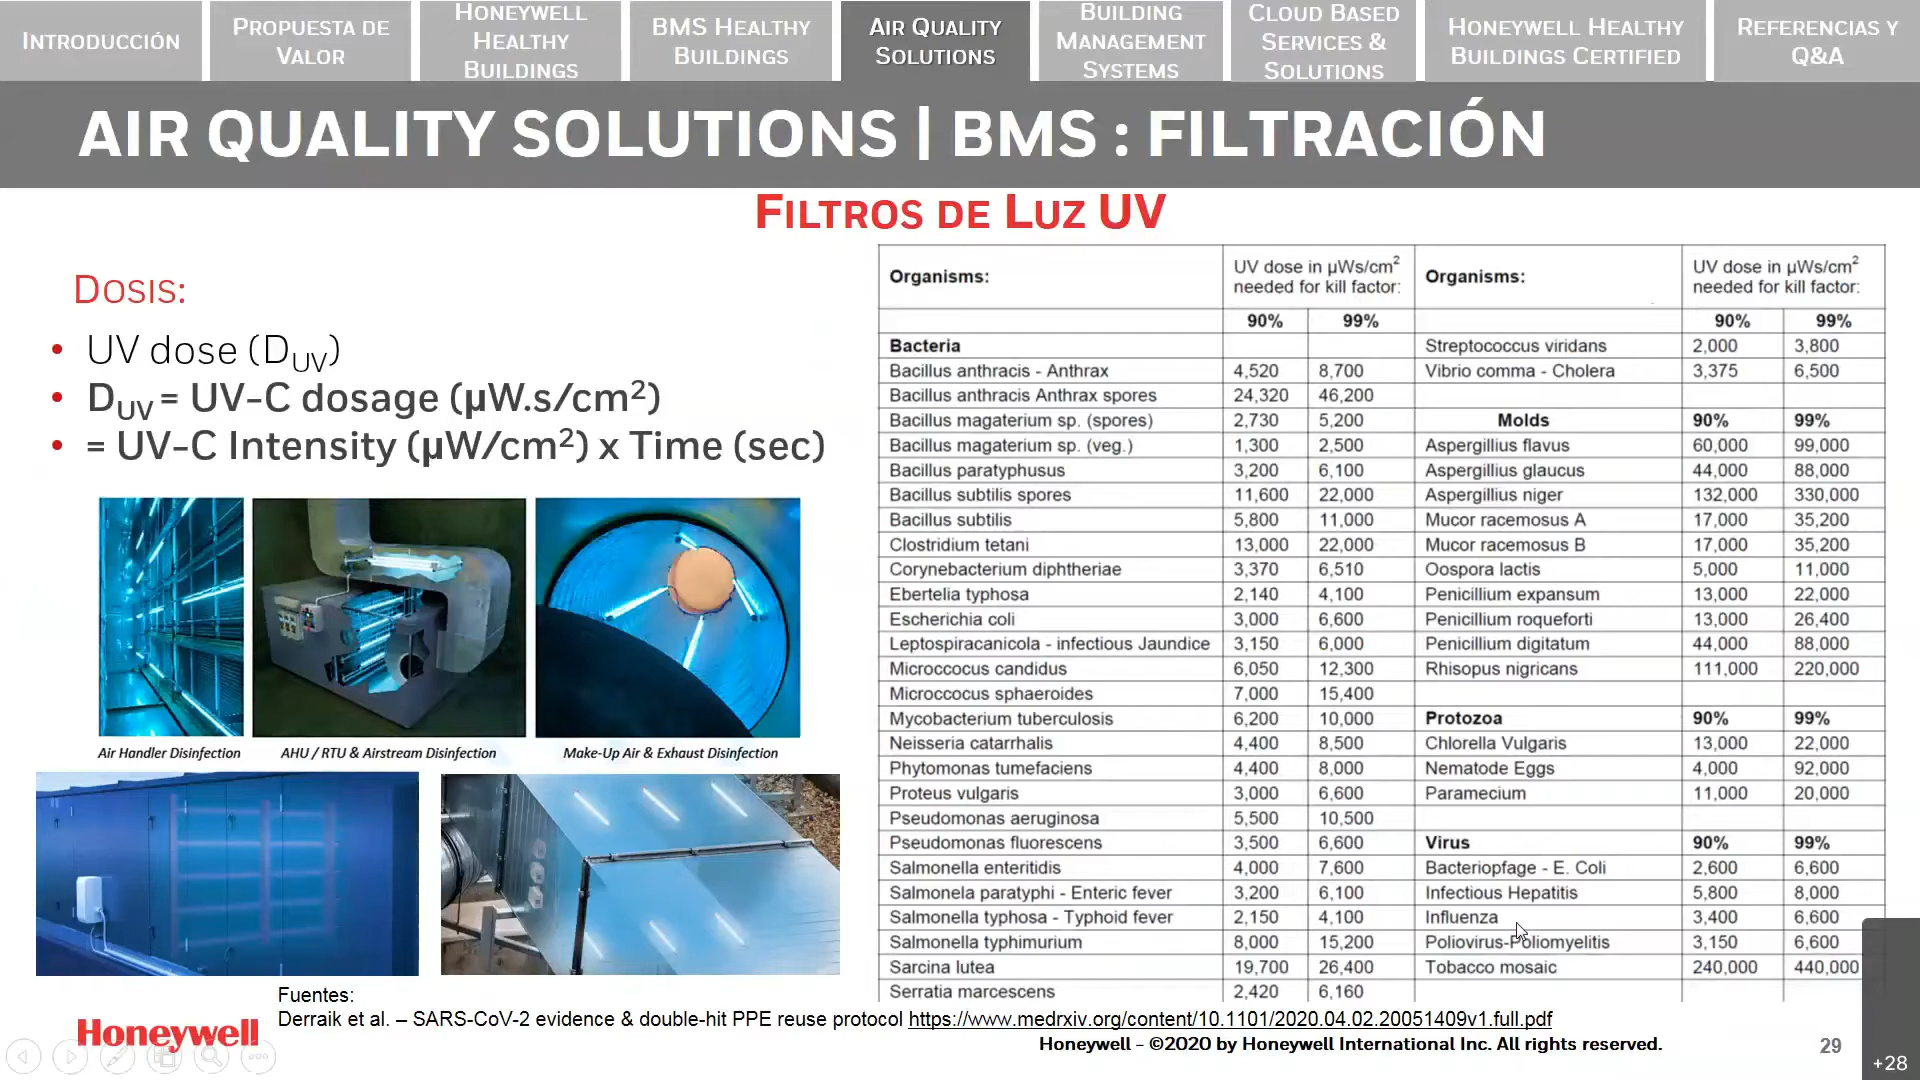 INTRODUCCIÓN
PROPUESTA DE
VALOR
HONEYWELL
HEALTHY
BUILDINGS
BMS HEALTHY
BUILDINGS
AIR QUALITY
SOLUTIONS
BUILDING
MANAGEMENT
SYSTEMS
CLOUD BASED
SERVICES &
SOLUTIONS
HONEYWELL HEALTHY
BUILDINGS CERTIFIED
REFERENCIAS Y
Q&A
AIR QUALITY SOLUTIONS | BMS : FILTRACIÓN
FILTROS DE LUZ UV
DOSIS:
• UV dose (DUV)
• DUV = UV-C dosage (µW.s/cm²)
• = UV-C Intensity (µW/cm²) x Time (sec)
Air Handler Disinfection
AHU / RTU & Airstream Disinfection
Make-Up Air & Exhaust Disinfection
Organisms: UV dose in µWs/cm² needed for kill factor: Organisms: UV dose in µWs/cm² needed for kill factor:
90% 99% 90% 99%
Bacteria Streptococcus viridans 2,000 3,800
Bacillus anthracis - Anthrax 4,520 8,700 Vibrio comma - Cholera 3,375 6,500
Bacillus anthracis Anthrax spores 24,320 46,200
Bacillus magaterium sp. (spores) 2,730 5,200 Molds 90% 99%
Bacillus magaterium sp. (veg.) 1,300 2,500 Aspergillius flavus 60,000 99,000
Bacillus paratyphusus 3,200 6,100 Aspergillius glaucus 44,000 88,000
Bacillus subtilis spores 11,600 22,000 Aspergillius niger 132,000 330,000
Bacillus subtilis 5,800 11,000 Mucor racemosus A 17,000 35,200
Clostridium tetani 13,000 22,000 Mucor racemosus B 17,000 35,200
Corynebacterium diphtheriae 3,370 6,510 Oospora lactis 5,000 11,000
Ebertelia typhosa 2,140 4,100 Penicillium expansum 13,000 22,000
Escherichia coli 3,000 6,600 Penicillium roqueforti 13,000 26,400
Leptospiracanicola - infectious Jaundice 3,150 6,000 Penicillium digitatum 44,000 88,000
Microccocus candidus 6,050 12,300 Rhisopus nigricans 111,000 220,000
Microccocus sphaeroides 7,000 15,400
Mycobacterium tuberculosis 6,200 10,000 Protozoa 90% 99%
Neisseria catarrhalis 4,400 8,500 Chlorella Vulgaris 13,000 22,000
Phytomonas tumefaciens 4,400 8,000 Nematode Eggs 4,000 92,000
Proteus vulgaris 3,000 6,600 Paramecium 11,000 20,000
Pseudomonas aeruginosa 5,500 10,500
Pseudomonas fluorescens 3,500 6,600 Virus 90% 99%
Salmonella enteritidis 4,000 7,600 Bacteriopfage - E. Coli 2,600 6,600
Salmonela paratyphi - Enteric fever 3,200 6,100 Infectious Hepatitis 5,800 8,000
Salmonella typhosa - Typhoid fever 2,150 4,100 Influenza 3,400 6,600
Salmonella typhimurium 8,000 15,200 Poliovirus-Poliomyelitis 3,150 6,600
Sarcina lutea 19,700 26,400 Tobacco mosaic 240,000 440,000
Serratia marcescens 2,420 6,160
Fuentes:
Derraik et al. – SARS-CoV-2 evidence & double-hit PPE reuse protocol https://www.medrxiv.org/content/10.1101/2020.04.02.20051409v1.full.pdf
Honeywell
Honeywell - ©2020 by Honeywell International Inc. All rights reserved.
29
+28